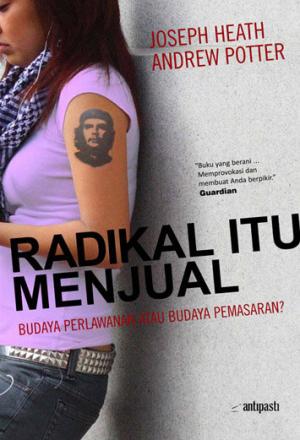 JOSEPH HEATH
ANDREW POTTER
"Buku yang berani ...
Memprovokasi dan
membuat Anda berpikir."
Guardian
RADIKAL ITU
MENJUAL
BUDAYA PERLAWANAN ATAU BUDAYA PEMASARAN?
antipasti